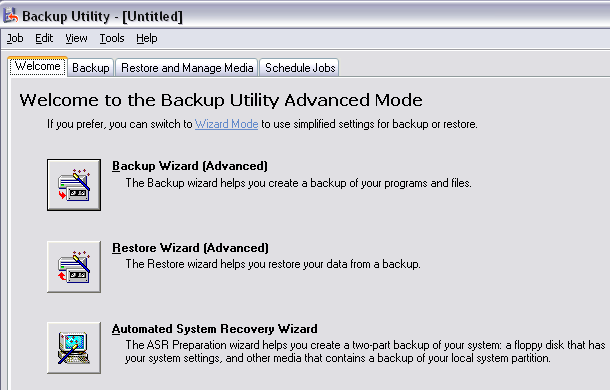 Backup Utility - [Untitled]
Job Edit View Tools Help
Welcome Backup Restore and Manage Media Schedule Jobs
Welcome to the Backup Utility Advanced Mode
If you prefer, you can switch to Wizard Mode to use simplified settings for backup or restore.
Backup Wizard (Advanced)
The Backup wizard helps you create a backup of your programs and files.
Restore Wizard (Advanced)
The Restore wizard helps you restore your data from a backup.
Automated System Recovery Wizard
The ASR Preparation wizard helps you create a two-part backup of your system: a floppy disk that has
your system settings, and other media that contains a backup of your local system partition.